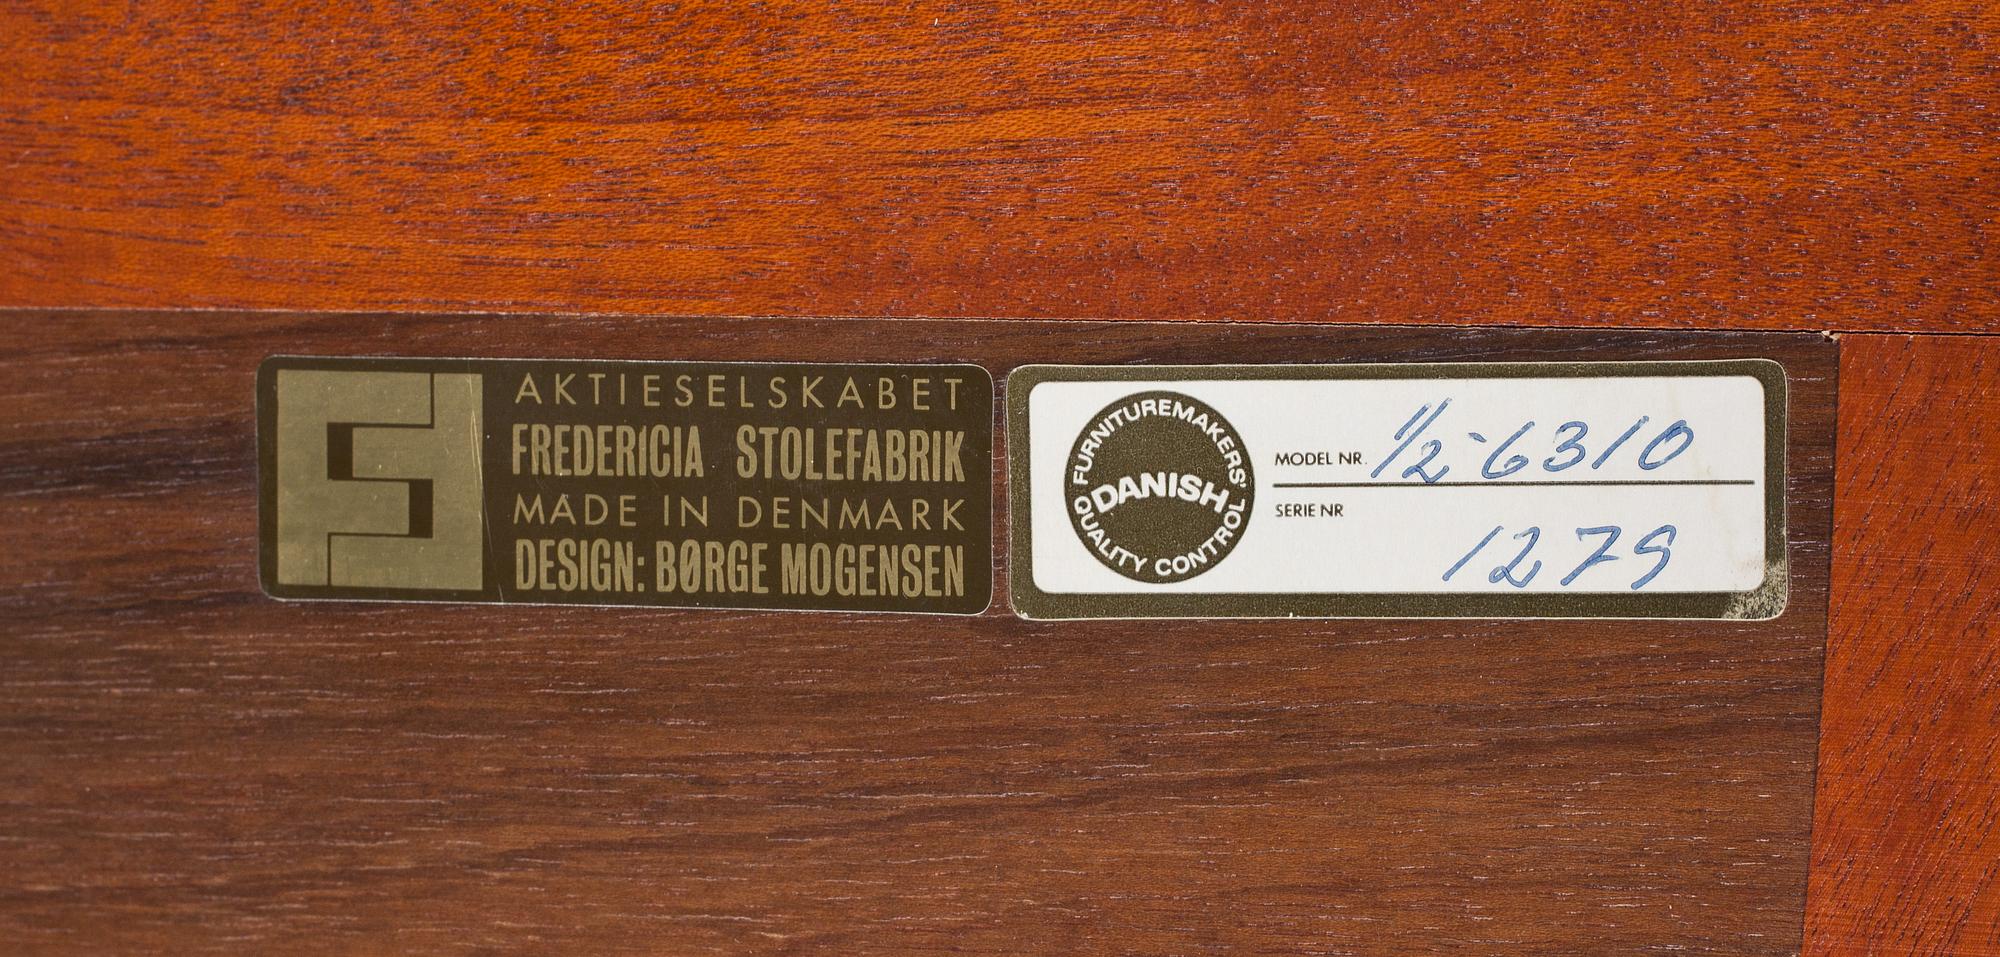 AKTIESELSKABET
FREDERICIA STOLEFABRIK
MADE IN DENMARK
DESIGN: BØRGE MOGENSEN
FURNITUREMAKERS'
DANISH
QUALITY CONTROL
MODEL NR. 1/2-6310
SERIE NR
1279